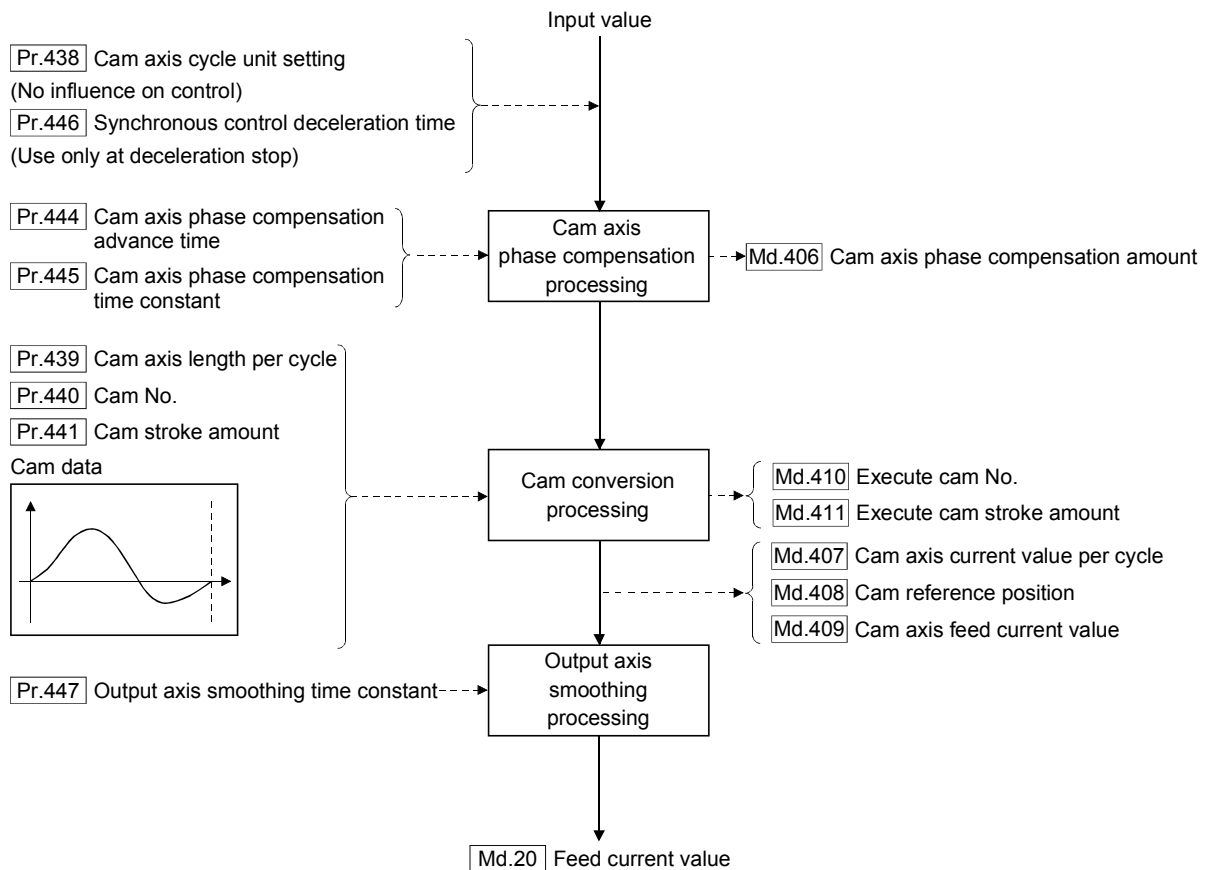 Input value
Pr.438 Cam axis cycle unit setting
(No influence on control)
Pr.446 Synchronous control deceleration time
(Use only at deceleration stop)
Pr.444 Cam axis phase compensation
advance time
Pr.445 Cam axis phase compensation
time constant
Cam axis
phase compensation
processing
Md.406 Cam axis phase compensation amount
Pr.439 Cam axis length per cycle
Pr.440 Cam No.
Pr.441 Cam stroke amount
Cam data
Cam conversion
processing
Md.410 Execute cam No.
Md.411 Execute cam stroke amount
Md.407 Cam axis current value per cycle
Md.408 Cam reference position
Md.409 Cam axis feed current value
Pr.447 Output axis smoothing time constant
Output axis
smoothing
processing
Md.20 Feed current value